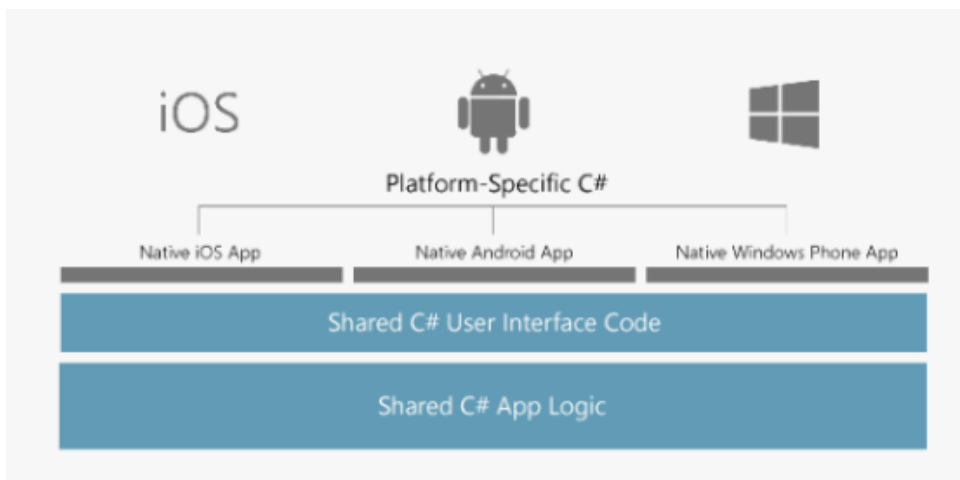 iOS
Platform-Specific C#
Native iOS App
Native Android App
Native Windows Phone App
Shared C# User Interface Code
Shared C# App Logic